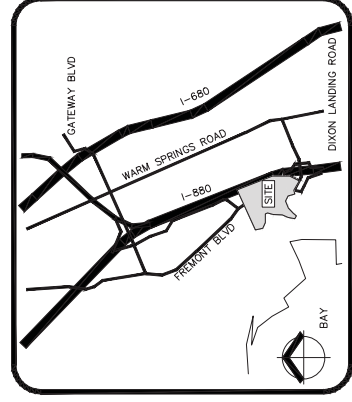 GATEWAY BLVD
I-680
DIXON LANDING ROAD
WARM SPRINGS ROAD
I-880
SITE
FREMONT BLVD
BAY